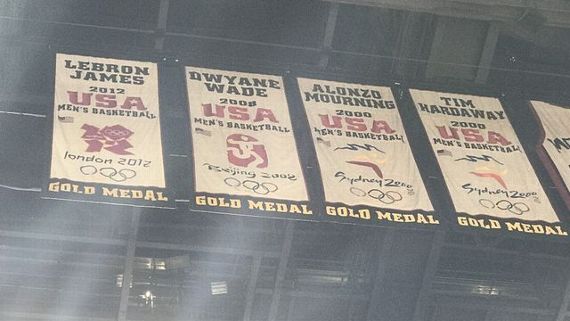 LEBRON
JAMES
2012
USA
MEN'S BASKETBALL
london 2012
GOLD MEDAL
DWYANE
WADE
2008
USA
MEN'S BASKETBALL
Beijing 2008
GOLD MEDAL
ALONZO
MOURNING
2000
USA
MEN'S BASKETBALL
Sydney 2000
GOLD MEDAL
TIM
HARDAWAY
2000
USA
MEN'S BASKETBALL
Sydney 2000
GOLD MEDAL